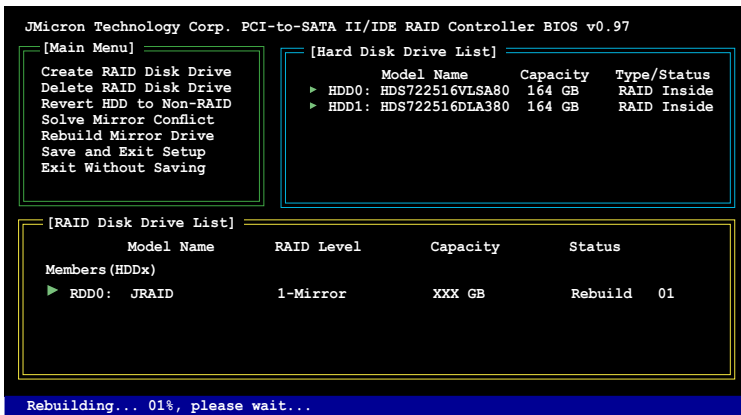 JMicron Technology Corp. PCI-to-SATA II/IDE RAID Controller BIOS v0.97
[Main Menu]
Create RAID Disk Drive
Delete RAID Disk Drive
Revert HDD to Non-RAID
Solve Mirror Conflict
Rebuild Mirror Drive
Save and Exit Setup
Exit Without Saving
[Hard Disk Drive List]
Model Name Capacity Type/Status
HDD0: HDS722516VLSA80 164 GB RAID Inside
HDD1: HDS722516DLA380 164 GB RAID Inside
[RAID Disk Drive List]
Model Name RAID Level Capacity Status
Members(HDDx)
RDD0: JRAID 1-Mirror XXX GB Rebuild 01
Rebuilding... 01%, please wait...